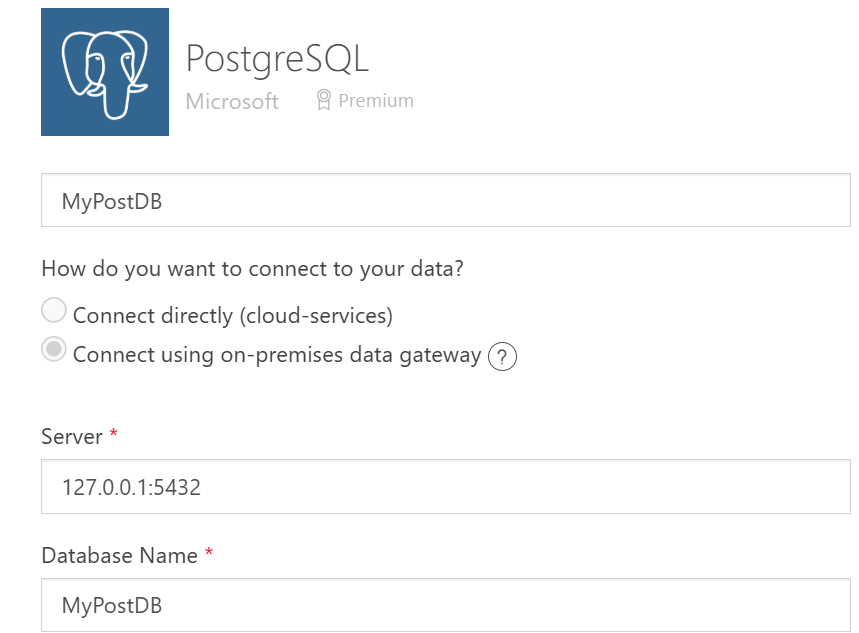 PostgreSQL
Microsoft Premium
MyPostDB
How do you want to connect to your data?
Connect directly (cloud-services)
Connect using on-premises data gateway ?
Server *
127.0.0.1:5432
Database Name *
MyPostDB